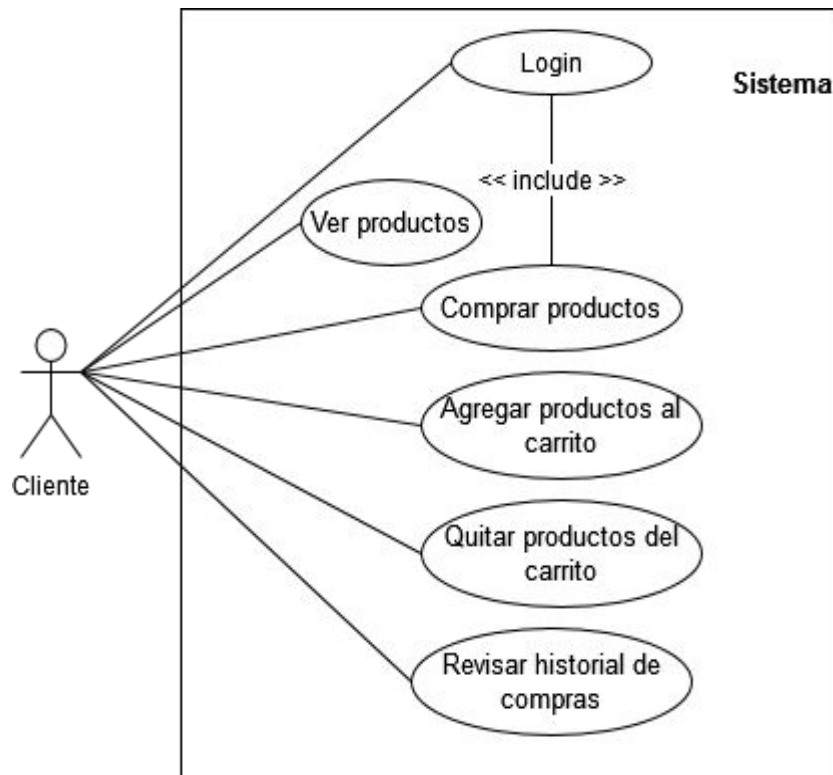 Login
Sistema
<< include >>
Ver productos
Comprar productos
Agregar productos al
carrito
Cliente
Quitar productos del
carrito
Revisar historial de
compras